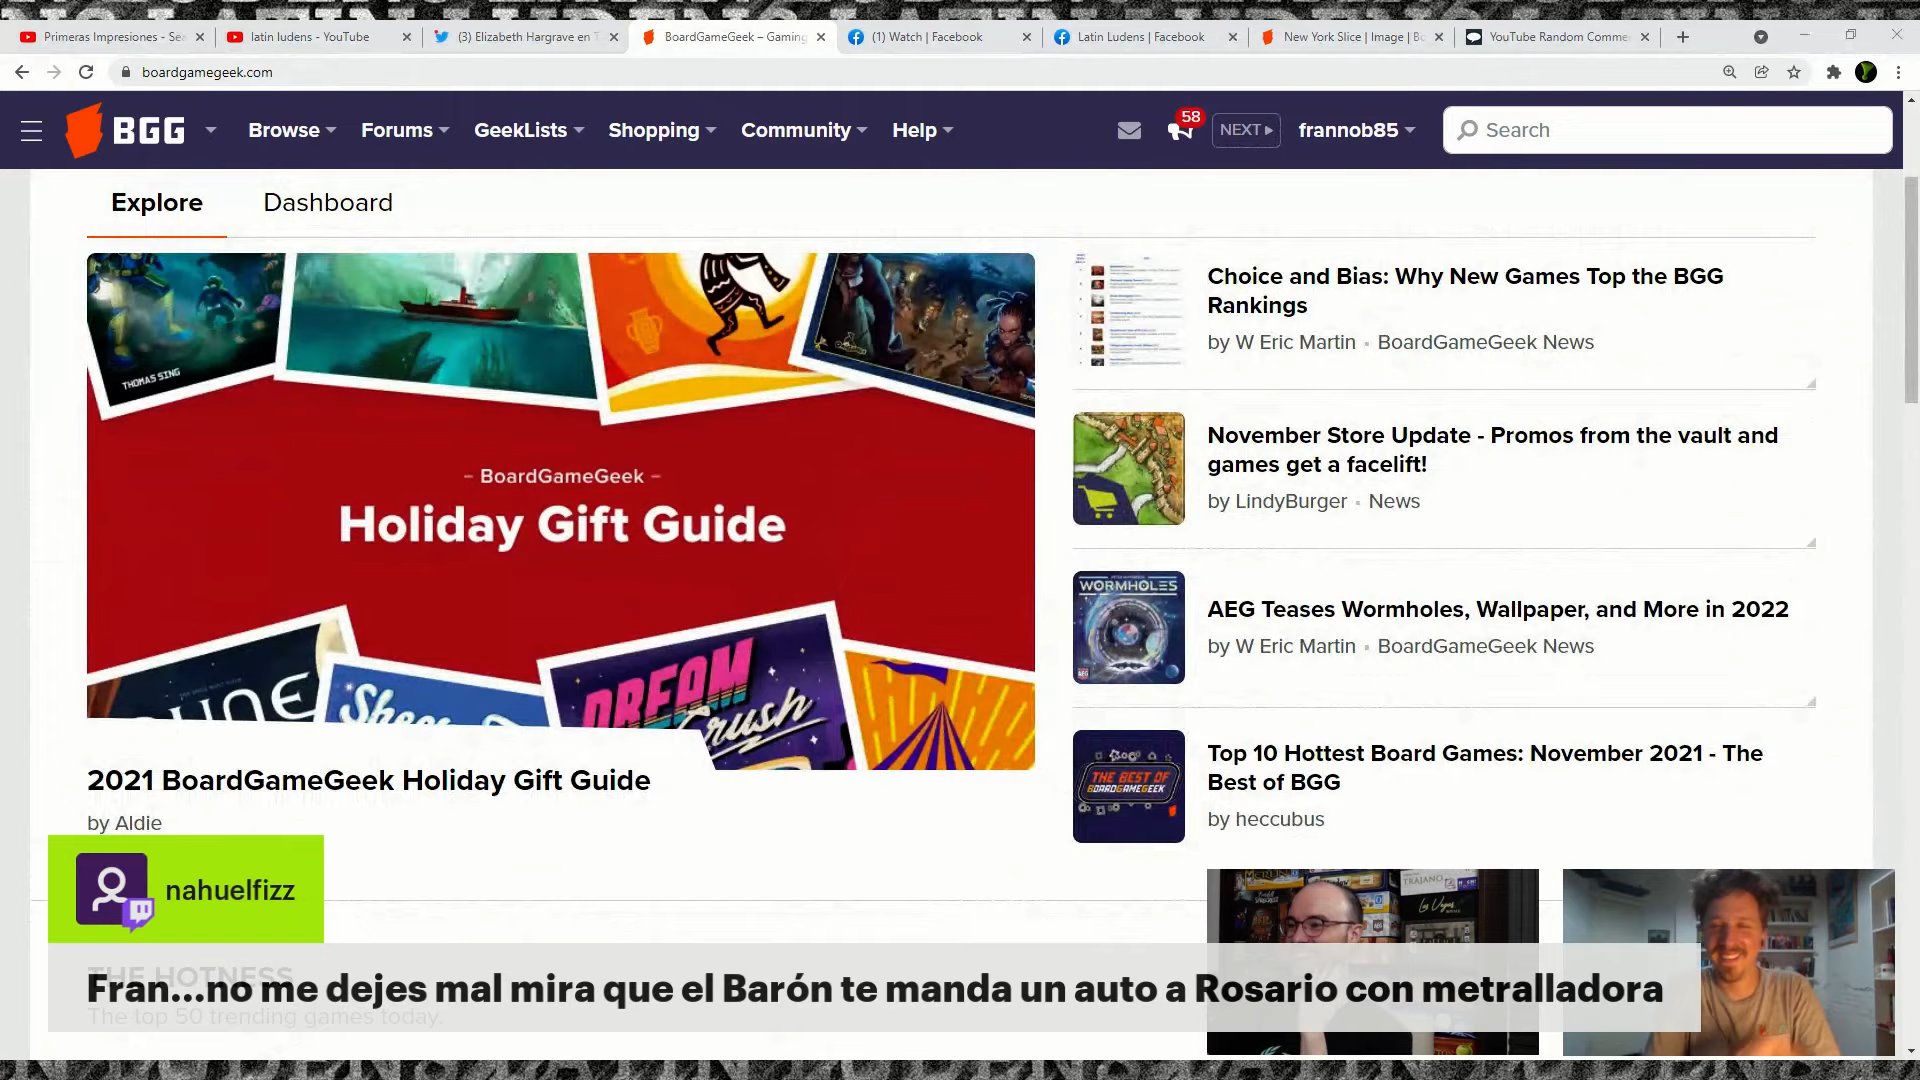 Primeras Impresiones - Se
latin ludens - YouTube
(3) Elizabeth Hargrave en
BoardGameGeek – Gaming
(1) Watch | Facebook
Latin Ludens | Facebook
New York Slice | Image | B
YouTube Random Comme
boardgamegeek.com
BGG
Browse
Forums
GeekLists
Shopping
Community
Help
58
NEXT
frannob85
Search
Explore
Dashboard
THOMAS SING
– BoardGameGeek –
Holiday Gift Guide
DREAM
Crush
2021 BoardGameGeek Holiday Gift Guide
by Aldie
Choice and Bias: Why New Games Top the BGG
Rankings
by W Eric Martin • BoardGameGeek News
November Store Update - Promos from the vault and
games get a facelift!
by LindyBurger • News
WORMHOLES
AEG Teases Wormholes, Wallpaper, and More in 2022
by W Eric Martin • BoardGameGeek News
THE BEST OF
BOARDGAMEGEEK
Top 10 Hottest Board Games: November 2021 - The
Best of BGG
by heccubus
nahuelfizz
TRAJANO
Las Vegas
THE HOTNESS
Fran...no me dejes mal mira que el Barón te manda un auto a Rosario con metralladora
The top 50 trending games today.